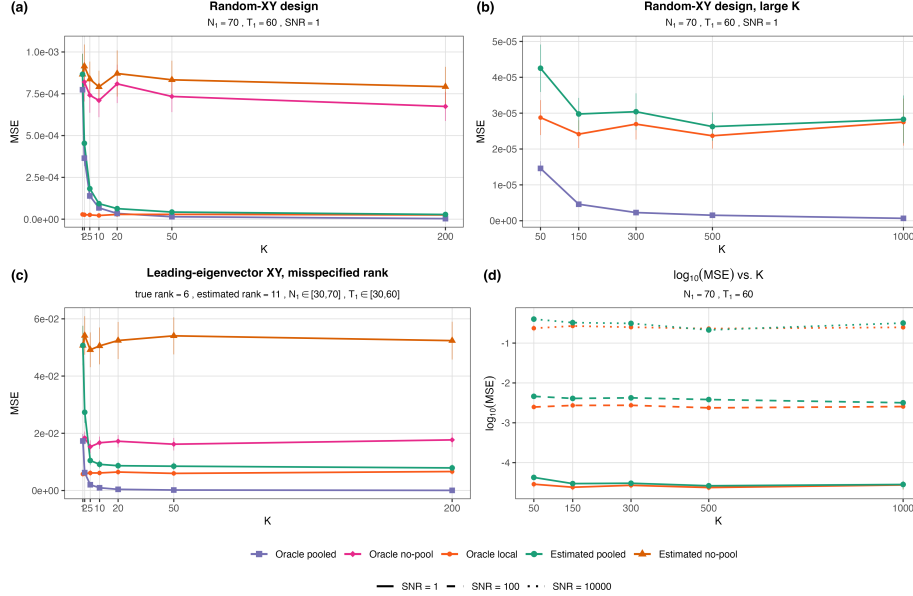 (a)
Random-XY design
N₁ = 70 , T₁ = 60 , SNR = 1
1.0e-03
7.5e-04
5.0e-04
2.5e-04
0.0e+00
MSE
2 5 10 20 50 200
K
(b)
Random-XY design, large K
N₁ = 70 , T₁ = 60 , SNR = 1
5e-05
4e-05
3e-05
2e-05
1e-05
0e+00
MSE
50 150 300 500 1000
K
(c)
Leading-eigenvector XY, misspecified rank
true rank = 6 , estimated rank = 11 , N₁ ∈ [30,70] , T₁ ∈ [30,60]
6e-02
4e-02
2e-02
0e+00
MSE
2 5 10 20 50 200
K
(d)
log₁₀(MSE) vs. K
N₁ = 70 , T₁ = 60
-1
-2
-3
-4
log₁₀(MSE)
50 150 300 500 1000
K
Oracle pooled Oracle no-pool Oracle local Estimated pooled Estimated no-pool
SNR = 1 SNR = 100 SNR = 10000